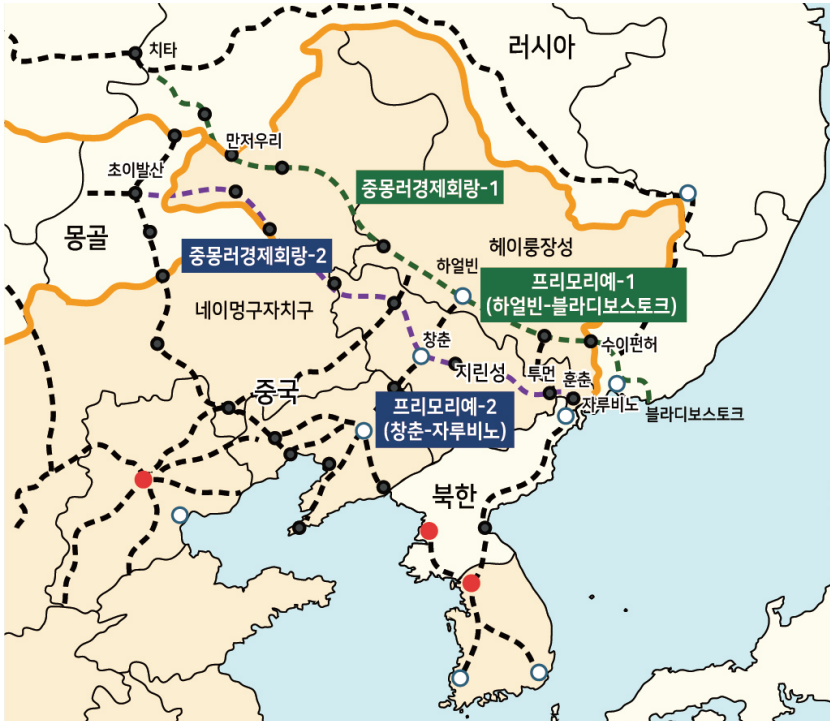 러시아
치타
만저우리
초이발산
중몽러경제회랑-1
몽골
헤이룽장성
중몽러경제회랑-2
하얼빈
프리모리예-1
(하얼빈-블라디보스토크)
네이멍구자치구
창춘
수이펀허
지린성
투먼
훈춘
중국
자루비노
프리모리예-2
(창춘-자루비노)
블라디보스토크
북한